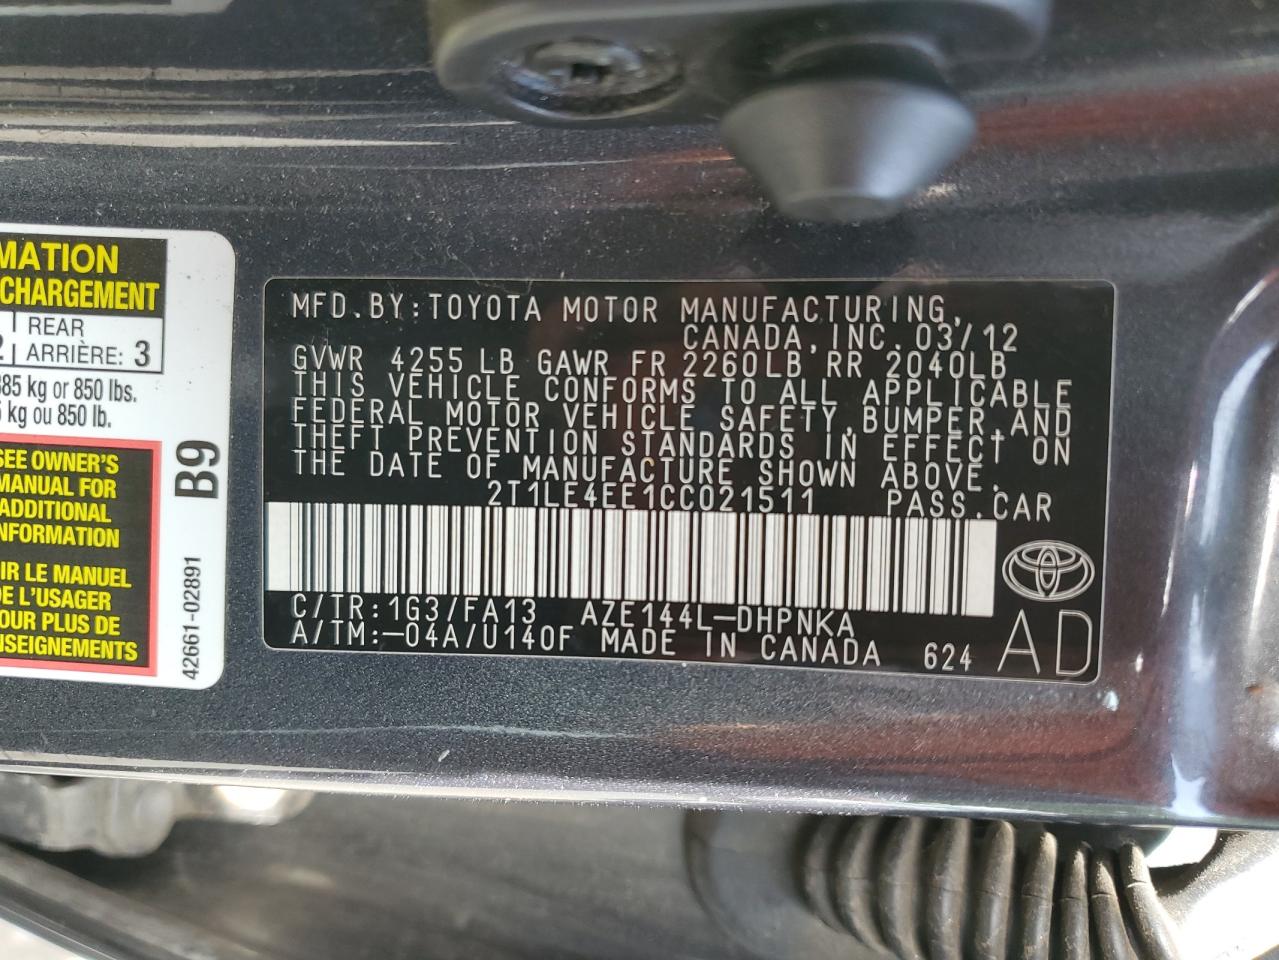 MATION
CHARGEMENT
REAR
2 ARRIÈRE: 3
385 kg or 850 lbs.
5 kg ou 850 lb.
SEE OWNER'S
MANUAL FOR
ADDITIONAL
INFORMATION
IR LE MANUEL
DE L'USAGER
POUR PLUS DE
NSEIGNEMENTS
B9
42661-02891
MFD.BY:TOYOTA MOTOR MANUFACTURING,
CANADA,INC.03/12
GVWR 4255 LB GAWR FR 2260LB RR 2040LB
THIS VEHICLE CONFORMS TO ALL APPLICABLE
FEDERAL MOTOR VEHICLE SAFETY,BUMPER,AND
THEFT PREVENTION STANDARDS IN EFFECT ON
THE DATE OF MANUFACTURE SHOWN ABOVE.
2T1LE4EE1CC021511 PASS.CAR
C/TR:1G3/FA13 AZE144L-DHPNKA
A/TM:-04A/U140F MADE IN CANADA 624
AD